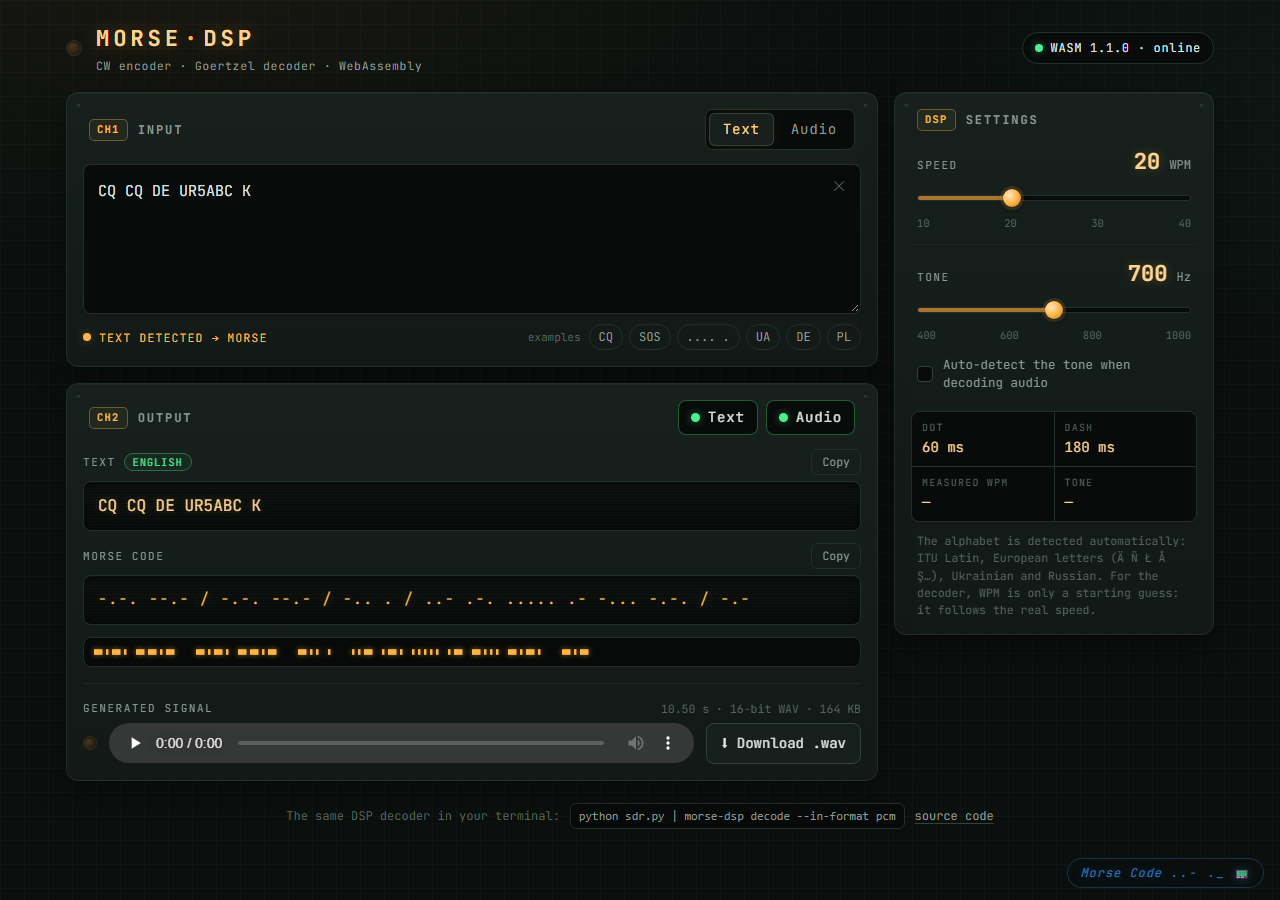 MORSE·DSP
CW encoder · Goertzel decoder · WebAssembly
WASM 1.1.0 · online
CH1 INPUT
Text Audio
CQ CQ DE UR5ABC K
TEXT DETECTED → MORSE
examples CQ SOS .... . UA DE PL
CH2 OUTPUT
Text Audio
TEXT ENGLISH Copy
CQ CQ DE UR5ABC K
MORSE CODE Copy
-.-. --.- / -.-. --.- / -.. . / ..- .-. ..... .- -... -.-. / -.-
GENERATED SIGNAL 10.50 s · 16-bit WAV · 164 KB
0:00 / 0:00
⬇ Download .wav
DSP SETTINGS
SPEED 20 WPM
10 20 30 40
TONE 700 Hz
400 600 800 1000
Auto-detect the tone when
decoding audio
DOT DASH
60 ms 180 ms
MEASURED WPM TONE
— —
The alphabet is detected automatically:
ITU Latin, European letters (Ä Ñ Ł Å
Ş…), Ukrainian and Russian. For the
decoder, WPM is only a starting guess:
it follows the real speed.
The same DSP decoder in your terminal: python sdr.py | morse-dsp decode --in-format pcm source code
Morse Code ..- ._